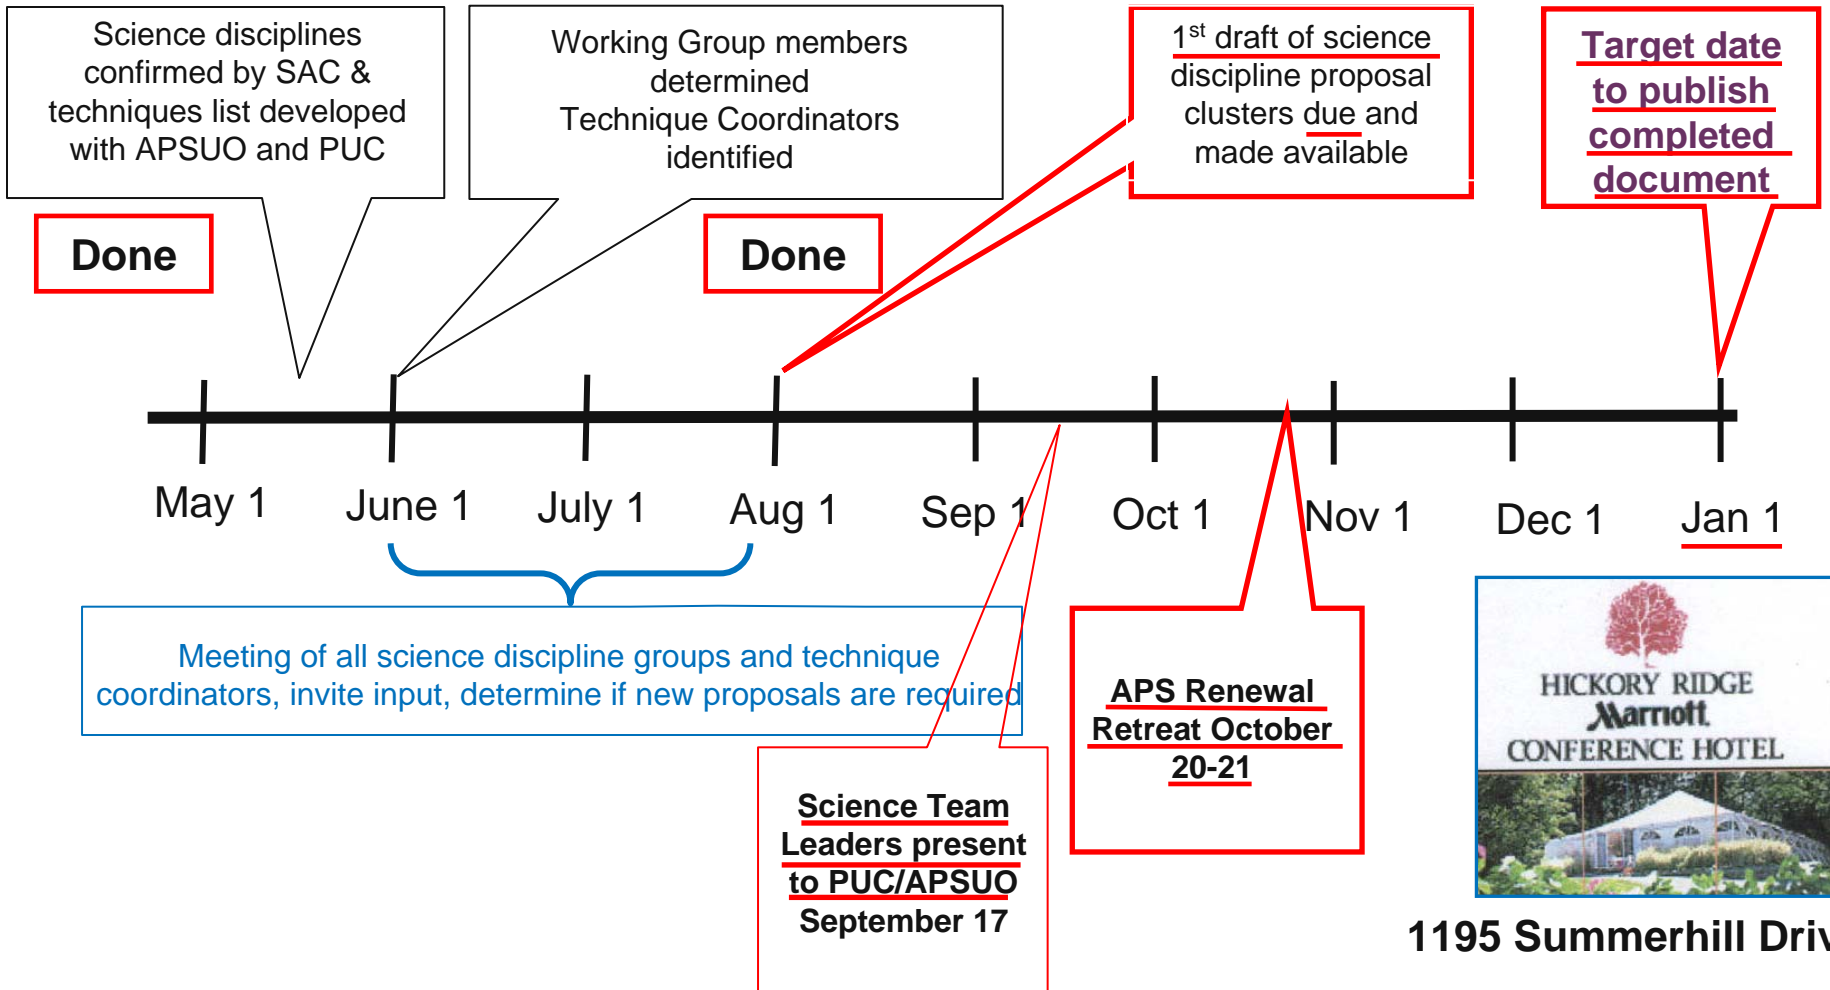 Science disciplines
confirmed by SAC &
techniques list developed
with APSUO and PUC
Working Group members
determined
Technique Coordinators
identified
1st draft of science
discipline proposal
clusters due and
made available
Target date
to publish
completed
document
Done
Done
May 1
June 1
July 1
Aug 1
Sep 1
Oct 1
Nov 1
Dec 1
Jan 1
Meeting of all science discipline groups and technique
coordinators, invite input, determine if new proposals are required
Science Team
Leaders present
to PUC/APSUO
September 17
APS Renewal
Retreat October
20-21
HICKORY RIDGE
Marriott
CONFERENCE HOTEL
1195 Summerhill Driv